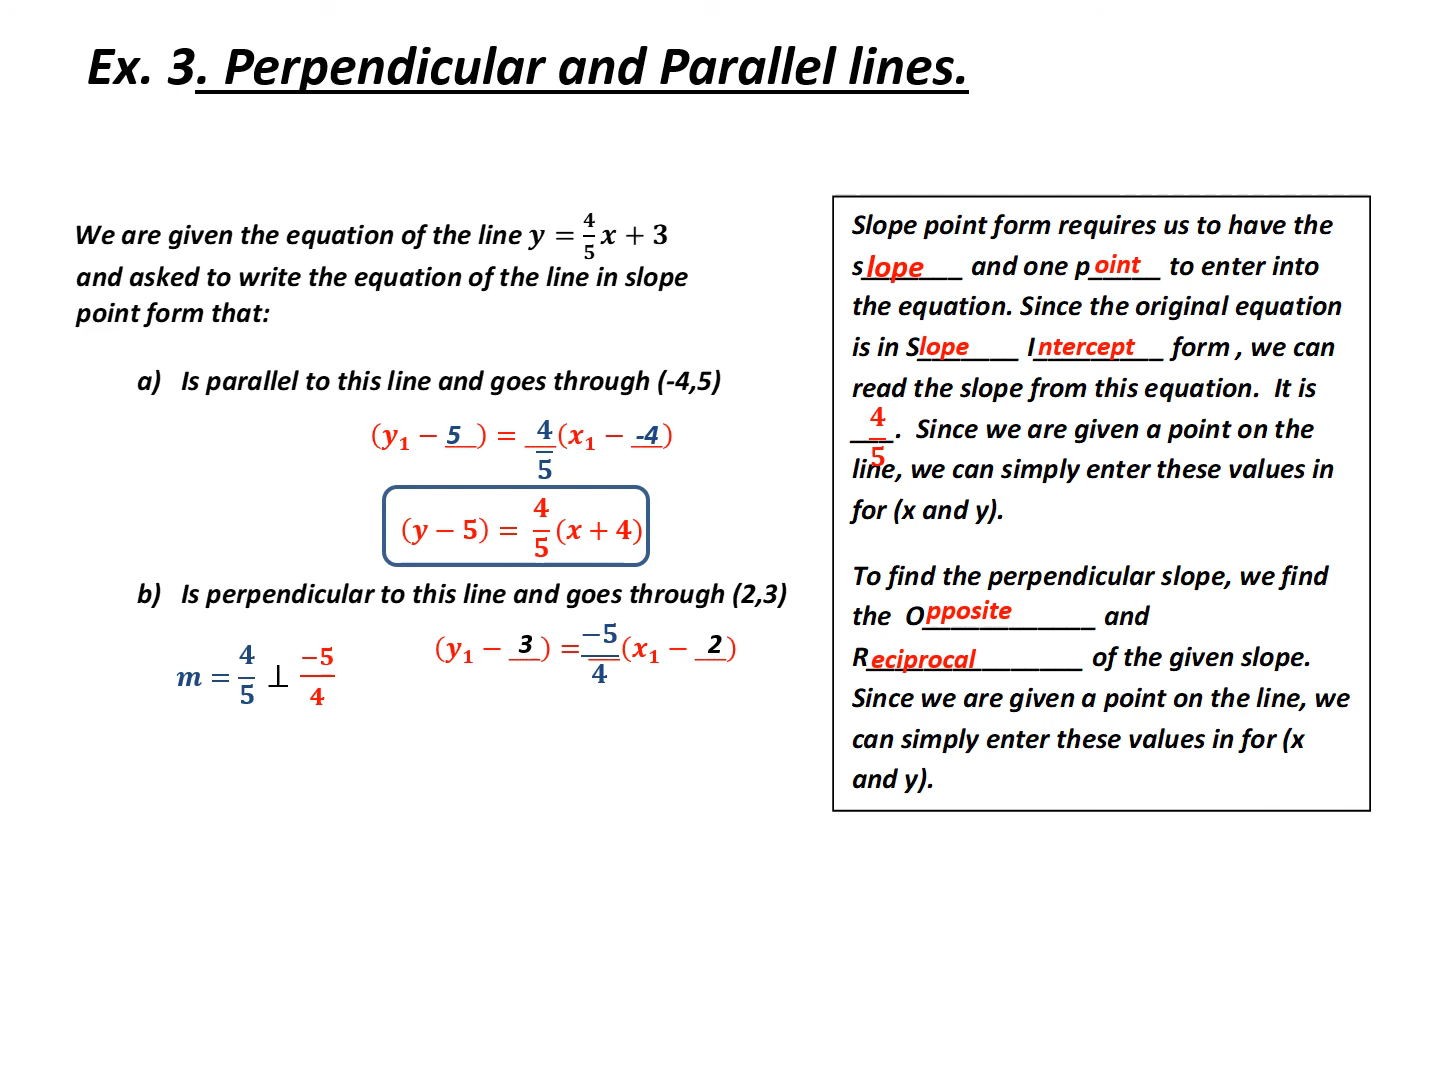 Ex. 3. Perpendicular and Parallel lines.
We are given the equation of the line y = 4/5 x + 3
and asked to write the equation of the line in slope
point form that:
a) Is parallel to this line and goes through (-4,5)
(y₁ − 5) = 4/5 (x₁ − -4)
(y − 5) = 4/5 (x + 4)
b) Is perpendicular to this line and goes through (2,3)
(y₁ − 3) = −5/4 (x₁ − 2)
m = 4/5 ⊥ −5/4
Slope point form requires us to have the
slope and one point to enter into
the equation. Since the original equation
is in Slope Intercept form , we can
read the slope from this equation. It is
4/5. Since we are given a point on the
line, we can simply enter these values in
for (x and y).
To find the perpendicular slope, we find
the Opposite and
Reciprocal of the given slope.
Since we are given a point on the line, we
can simply enter these values in for (x
and y).